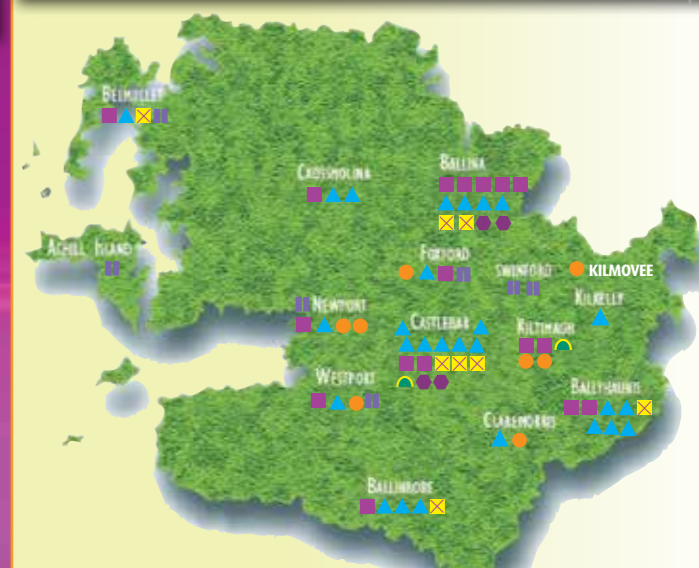 BELMULLET
CROSSMOLINA
BALLINA
ACHILL ISLAND
FOXFORD
SWINFORD
KILMOVEE
KILKELLY
NEWPORT
CASTLEBAR
KILTIMAGH
WESTPORT
BALLYHAUNIS
CLAREMORRIS
BALLINROBE